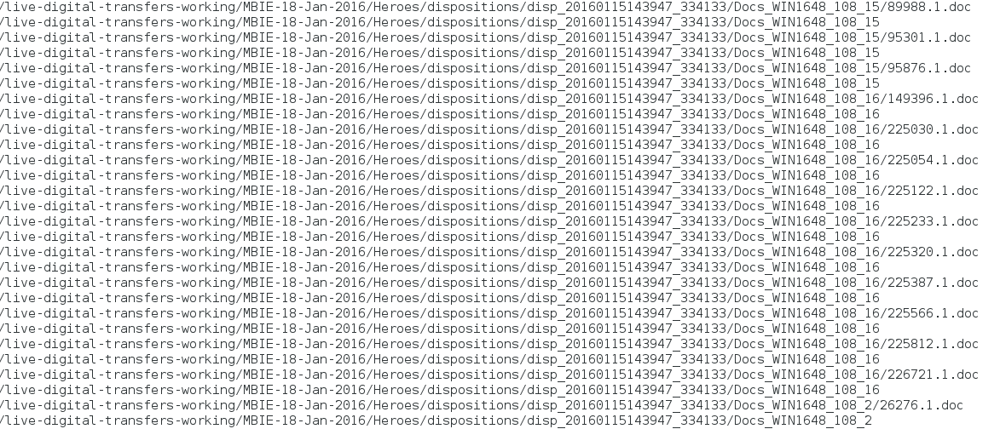 /live-digital-transfers-working/MBIE-18-Jan-2016/Heroes/dispositions/disp_20160115143947_334133/Docs_WIN1648_108_15/89988.1.doc
/live-digital-transfers-working/MBIE-18-Jan-2016/Heroes/dispositions/disp_20160115143947_334133/Docs_WIN1648_108_15
/live-digital-transfers-working/MBIE-18-Jan-2016/Heroes/dispositions/disp_20160115143947_334133/Docs_WIN1648_108_15/95301.1.doc
/live-digital-transfers-working/MBIE-18-Jan-2016/Heroes/dispositions/disp_20160115143947_334133/Docs_WIN1648_108_15
/live-digital-transfers-working/MBIE-18-Jan-2016/Heroes/dispositions/disp_20160115143947_334133/Docs_WIN1648_108_15/95876.1.doc
/live-digital-transfers-working/MBIE-18-Jan-2016/Heroes/dispositions/disp_20160115143947_334133/Docs_WIN1648_108_15
/live-digital-transfers-working/MBIE-18-Jan-2016/Heroes/dispositions/disp_20160115143947_334133/Docs_WIN1648_108_16/149396.1.doc
/live-digital-transfers-working/MBIE-18-Jan-2016/Heroes/dispositions/disp_20160115143947_334133/Docs_WIN1648_108_16
/live-digital-transfers-working/MBIE-18-Jan-2016/Heroes/dispositions/disp_20160115143947_334133/Docs_WIN1648_108_16/225030.1.doc
/live-digital-transfers-working/MBIE-18-Jan-2016/Heroes/dispositions/disp_20160115143947_334133/Docs_WIN1648_108_16
/live-digital-transfers-working/MBIE-18-Jan-2016/Heroes/dispositions/disp_20160115143947_334133/Docs_WIN1648_108_16/225054.1.doc
/live-digital-transfers-working/MBIE-18-Jan-2016/Heroes/dispositions/disp_20160115143947_334133/Docs_WIN1648_108_16
/live-digital-transfers-working/MBIE-18-Jan-2016/Heroes/dispositions/disp_20160115143947_334133/Docs_WIN1648_108_16/225122.1.doc
/live-digital-transfers-working/MBIE-18-Jan-2016/Heroes/dispositions/disp_20160115143947_334133/Docs_WIN1648_108_16
/live-digital-transfers-working/MBIE-18-Jan-2016/Heroes/dispositions/disp_20160115143947_334133/Docs_WIN1648_108_16/225233.1.doc
/live-digital-transfers-working/MBIE-18-Jan-2016/Heroes/dispositions/disp_20160115143947_334133/Docs_WIN1648_108_16
/live-digital-transfers-working/MBIE-18-Jan-2016/Heroes/dispositions/disp_20160115143947_334133/Docs_WIN1648_108_16/225320.1.doc
/live-digital-transfers-working/MBIE-18-Jan-2016/Heroes/dispositions/disp_20160115143947_334133/Docs_WIN1648_108_16
/live-digital-transfers-working/MBIE-18-Jan-2016/Heroes/dispositions/disp_20160115143947_334133/Docs_WIN1648_108_16/225387.1.doc
/live-digital-transfers-working/MBIE-18-Jan-2016/Heroes/dispositions/disp_20160115143947_334133/Docs_WIN1648_108_16
/live-digital-transfers-working/MBIE-18-Jan-2016/Heroes/dispositions/disp_20160115143947_334133/Docs_WIN1648_108_16/225566.1.doc
/live-digital-transfers-working/MBIE-18-Jan-2016/Heroes/dispositions/disp_20160115143947_334133/Docs_WIN1648_108_16
/live-digital-transfers-working/MBIE-18-Jan-2016/Heroes/dispositions/disp_20160115143947_334133/Docs_WIN1648_108_16/225812.1.doc
/live-digital-transfers-working/MBIE-18-Jan-2016/Heroes/dispositions/disp_20160115143947_334133/Docs_WIN1648_108_16
/live-digital-transfers-working/MBIE-18-Jan-2016/Heroes/dispositions/disp_20160115143947_334133/Docs_WIN1648_108_16/226721.1.doc
/live-digital-transfers-working/MBIE-18-Jan-2016/Heroes/dispositions/disp_20160115143947_334133/Docs_WIN1648_108_16
/live-digital-transfers-working/MBIE-18-Jan-2016/Heroes/dispositions/disp_20160115143947_334133/Docs_WIN1648_108_2/26276.1.doc
/live-digital-transfers-working/MBIE-18-Jan-2016/Heroes/dispositions/disp_20160115143947_334133/Docs_WIN1648_108_2